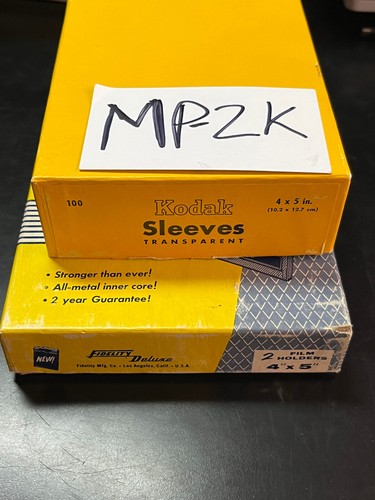 MP-2K
100
Kodak
4 x 5 in.
(10.2 x 12.7 cm)
Sleeves
TRANSPARENT
• Stronger than ever!
• All-metal inner core!
• 2 year Guarantee!
NEW!
FIDELITY
Deluxe
Fidelity Mfg. Co. - Los Angeles, Calif. - U.S.A.
2 FILM HOLDERS
4" x 5"